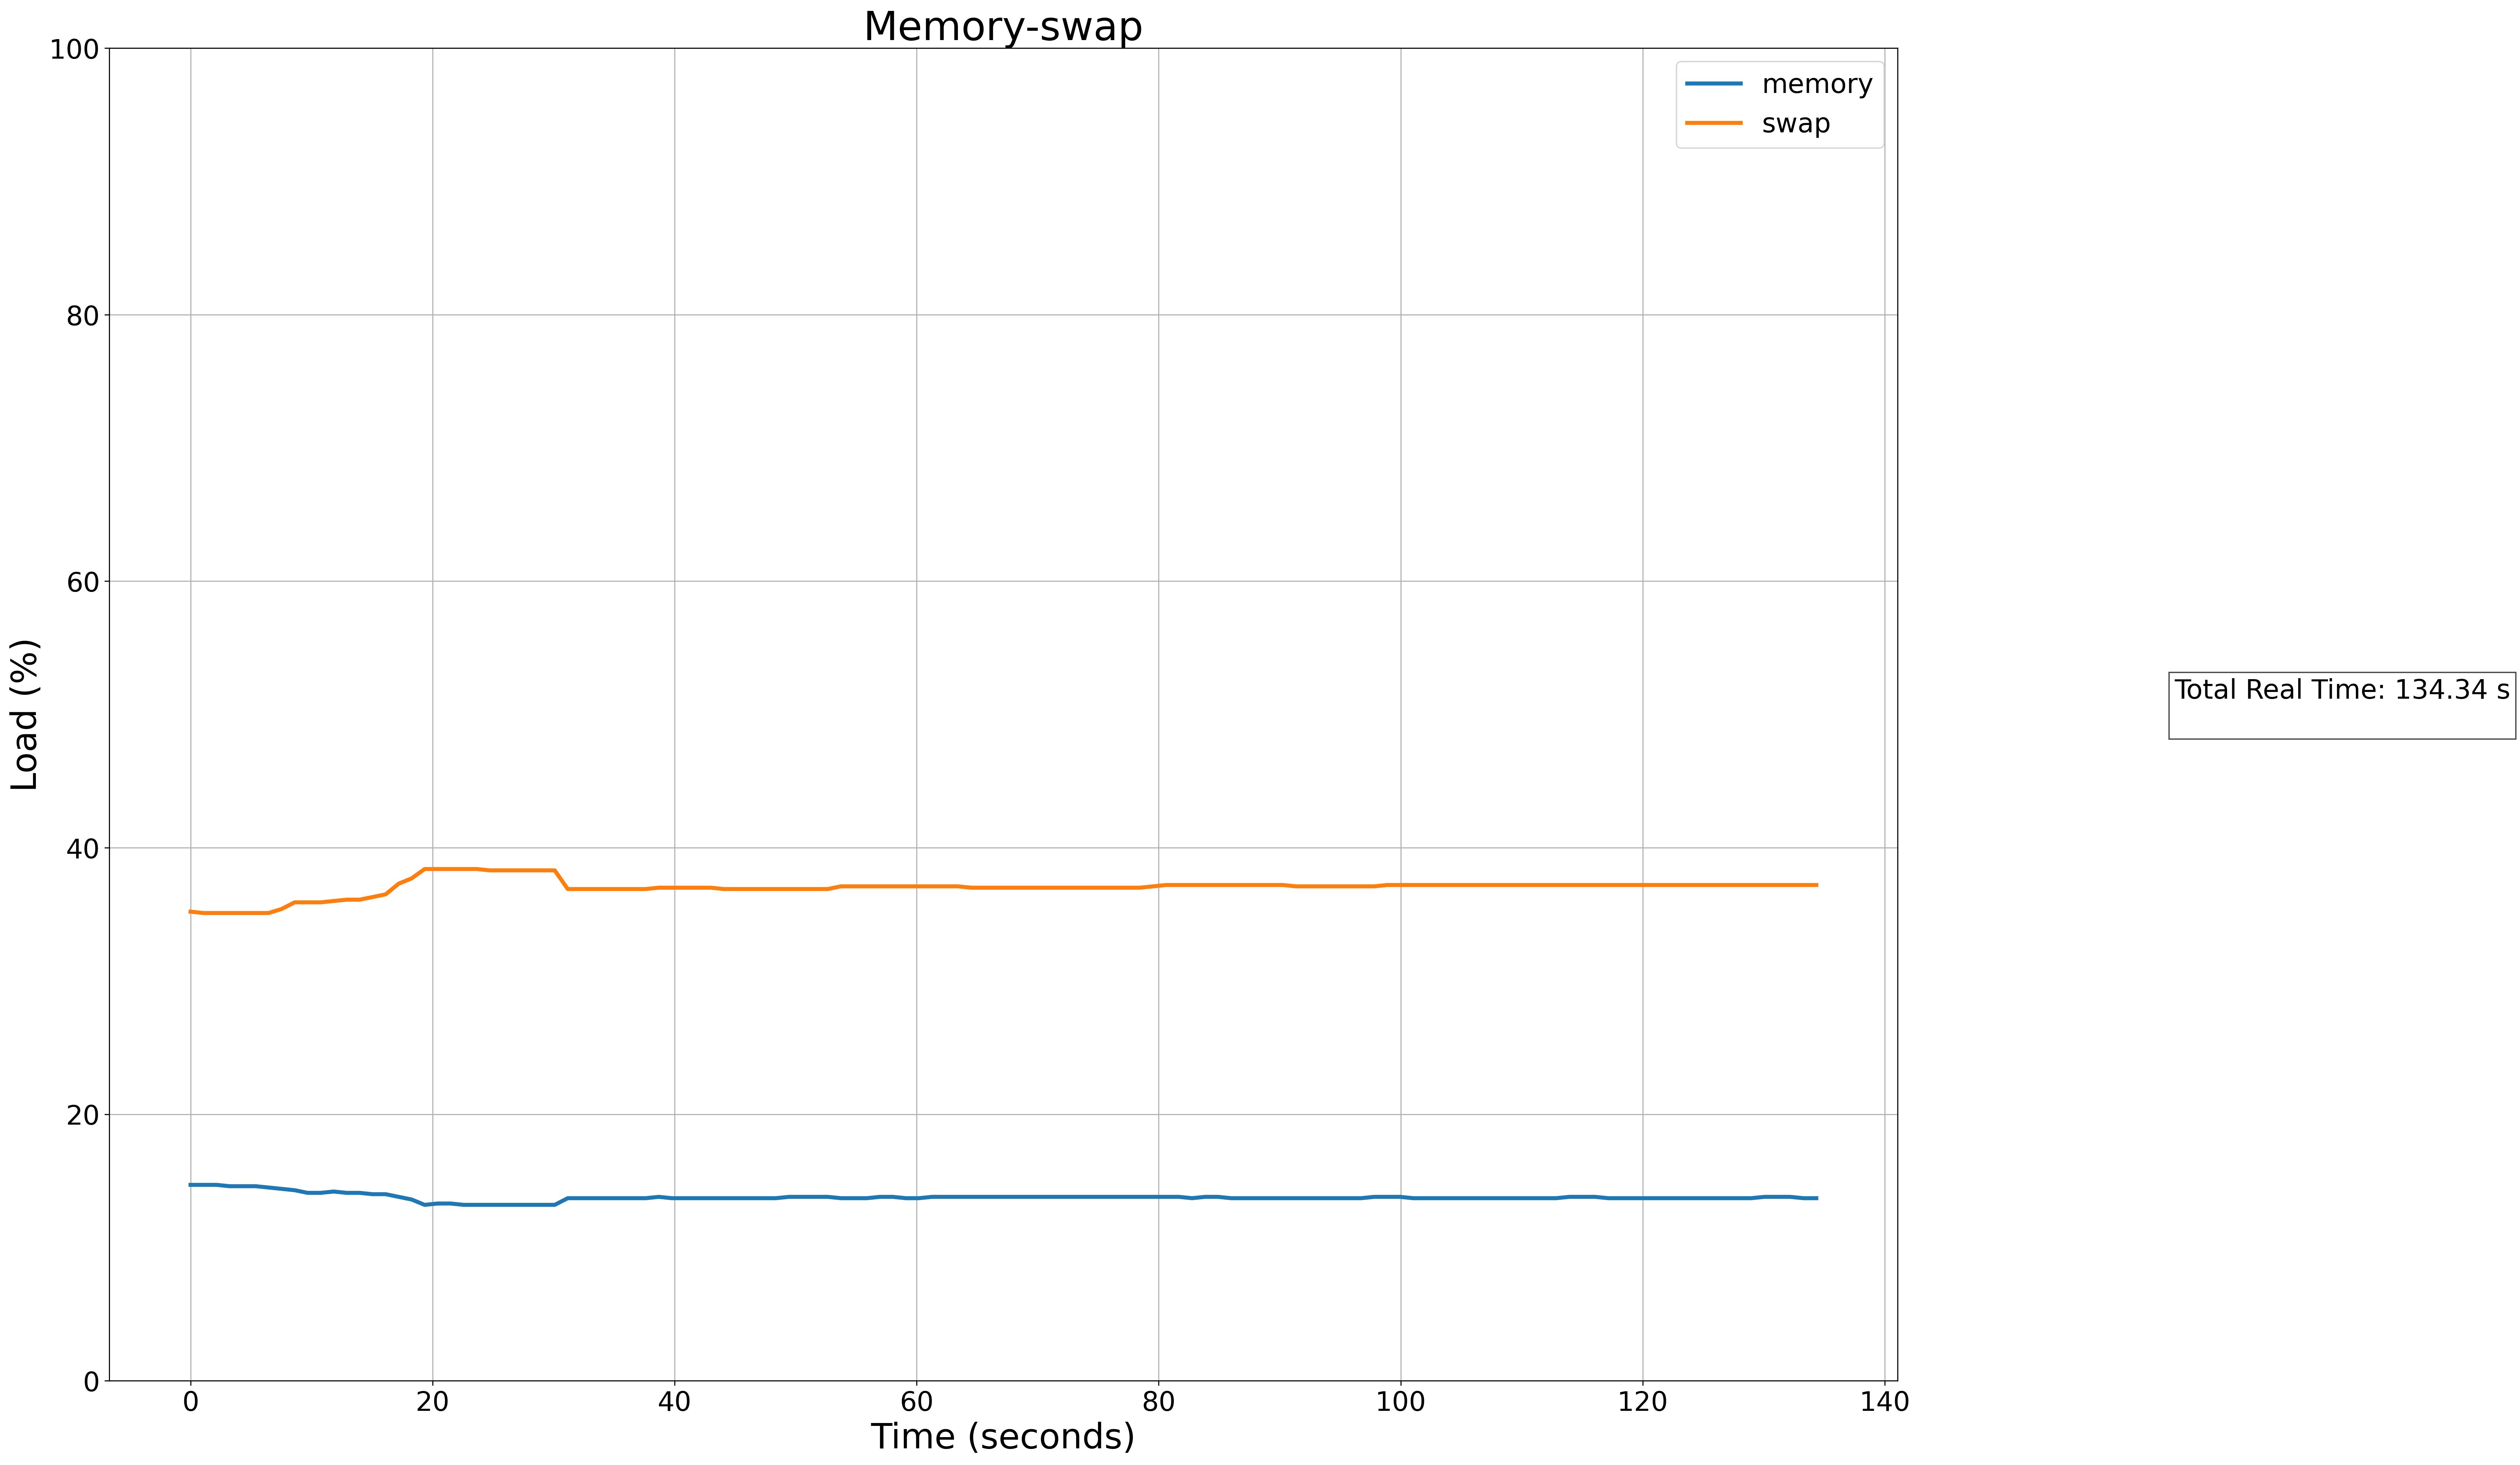 Memory-swap
memory
swap
100
80
60
40
20
0
Load (%)
0 20 40 60 80 100 120 140
Time (seconds)
Total Real Time: 134.34 s